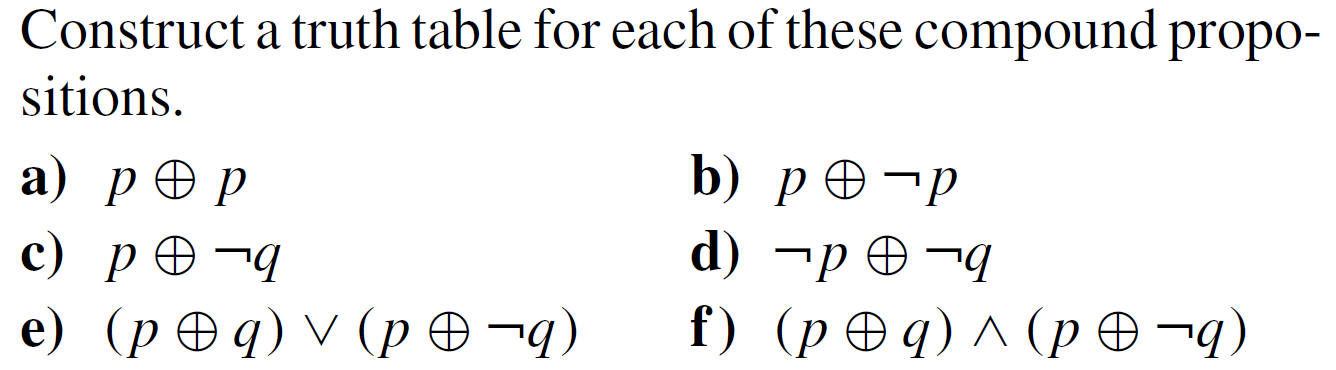 Construct a truth table for each of these compound propo-
sitions.
a) p ⊕ p b) p ⊕ ¬p
c) p ⊕ ¬q d) ¬p ⊕ ¬q
e) (p ⊕ q) ∨ (p ⊕ ¬q) f) (p ⊕ q) ∧ (p ⊕ ¬q)